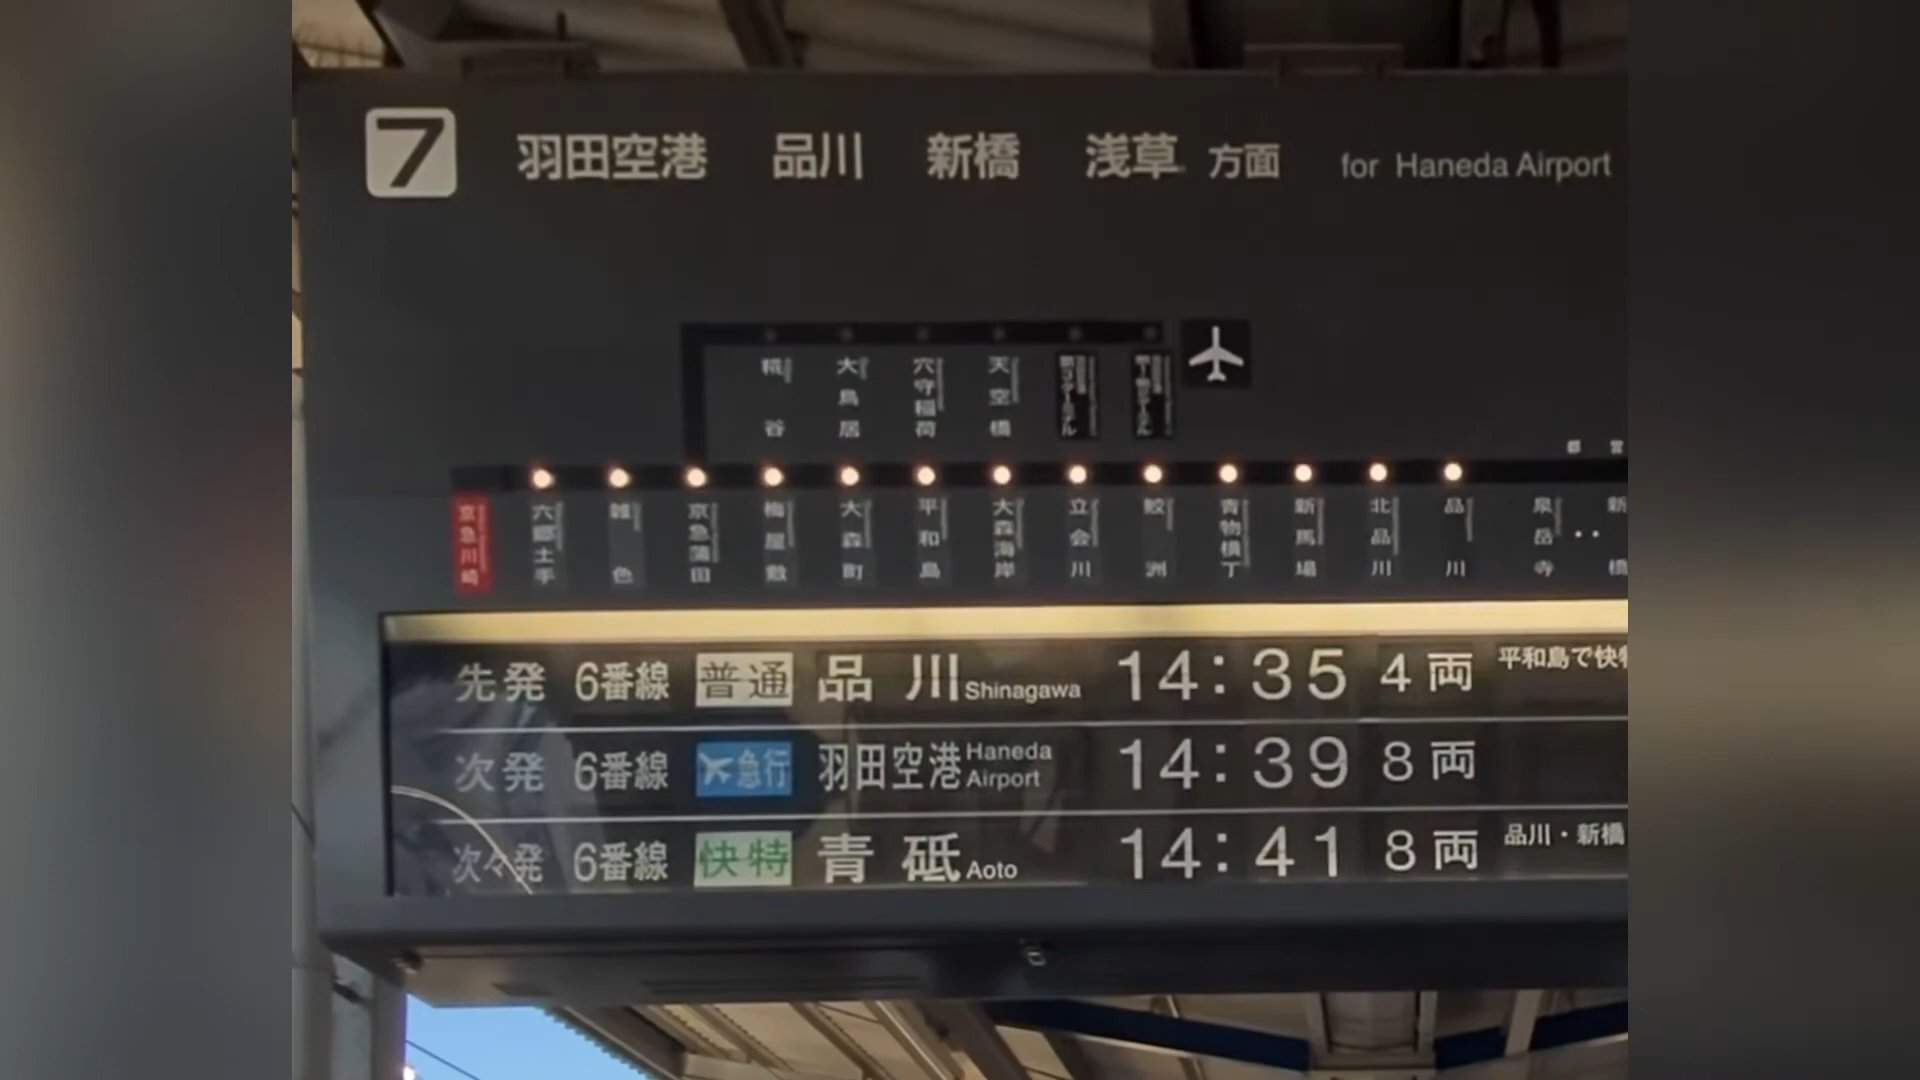 7 羽田空港 品川 新橋 浅草 方面 for Haneda Airport
糀谷 大鳥居 穴守稲荷 天空橋
都 営
京急川崎 六郷土手 雑色 京急蒲田 梅屋敷 大森町 平和島 大森海岸 立会川 鮫洲 青物横丁 新馬場 北品川 品川 泉岳寺 ・・ 新橋
先発 6番線 普通 品川 Shinagawa 14:35 4両 平和島で快特
次発 6番線 急行 羽田空港 Haneda Airport 14:39 8両
次々発 6番線 快特 青砥 Aoto 14:41 8両 品川・新橋